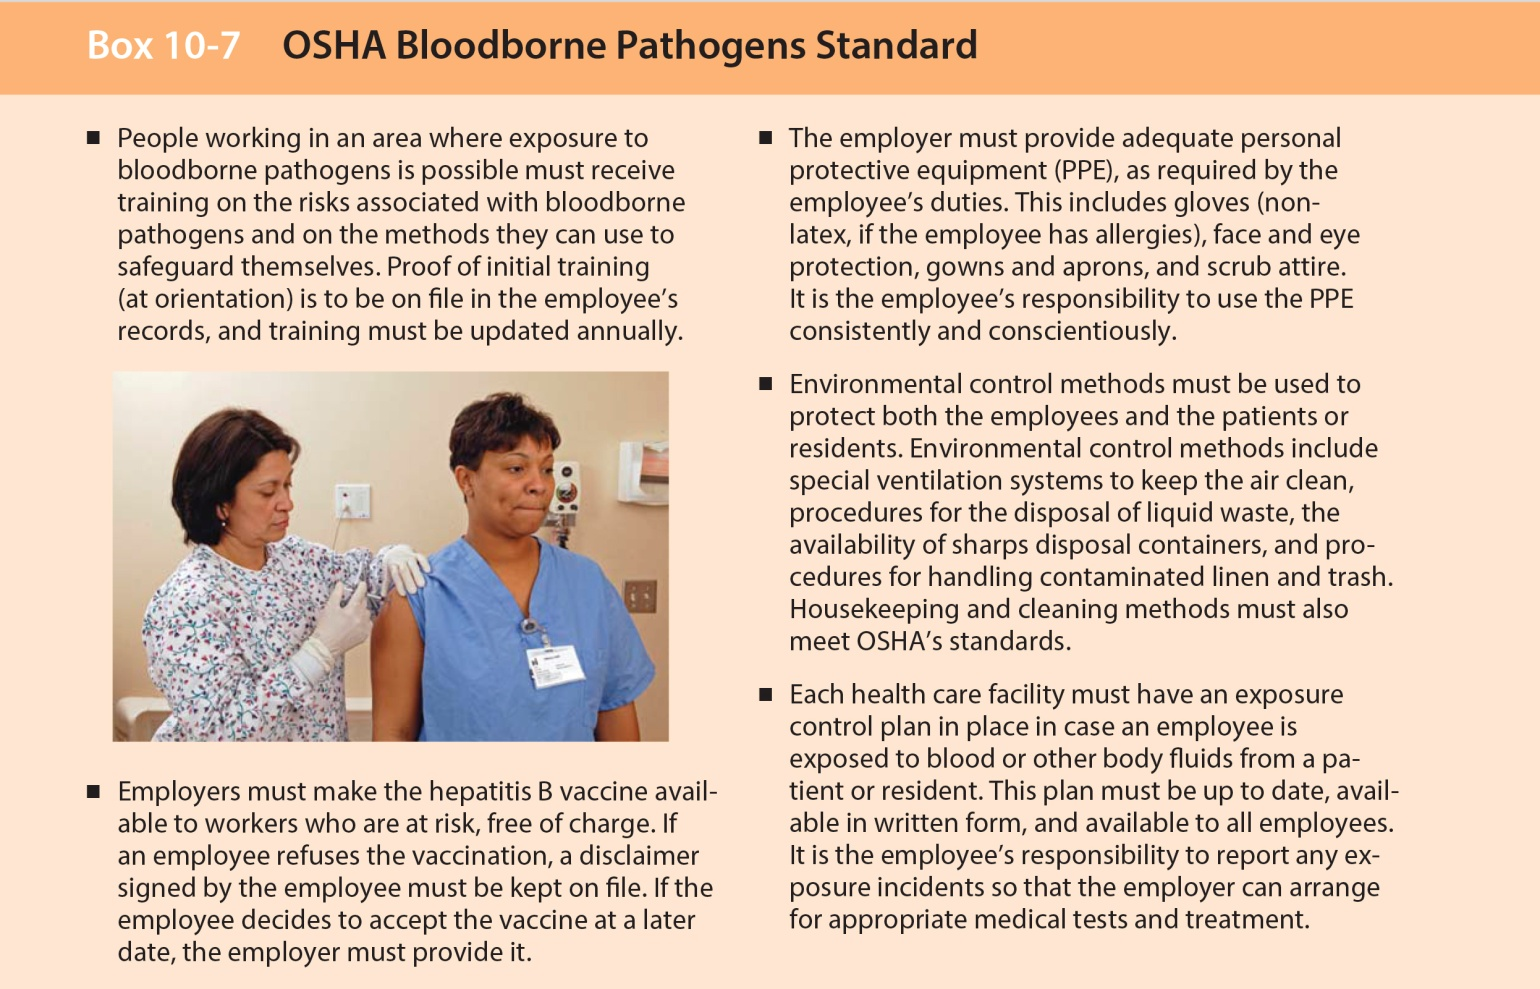 Box 10-7 OSHA Bloodborne Pathogens Standard
■ People working in an area where exposure to
bloodborne pathogens is possible must receive
training on the risks associated with bloodborne
pathogens and on the methods they can use to
safeguard themselves. Proof of initial training
(at orientation) is to be on file in the employee's
records, and training must be updated annually.
■ Employers must make the hepatitis B vaccine avail-
able to workers who are at risk, free of charge. If
an employee refuses the vaccination, a disclaimer
signed by the employee must be kept on file. If the
employee decides to accept the vaccine at a later
date, the employer must provide it.
■ The employer must provide adequate personal
protective equipment (PPE), as required by the
employee's duties. This includes gloves (non-
latex, if the employee has allergies), face and eye
protection, gowns and aprons, and scrub attire.
It is the employee's responsibility to use the PPE
consistently and conscientiously.
■ Environmental control methods must be used to
protect both the employees and the patients or
residents. Environmental control methods include
special ventilation systems to keep the air clean,
procedures for the disposal of liquid waste, the
availability of sharps disposal containers, and pro-
cedures for handling contaminated linen and trash.
Housekeeping and cleaning methods must also
meet OSHA's standards.
■ Each health care facility must have an exposure
control plan in place in case an employee is
exposed to blood or other body fluids from a pa-
tient or resident. This plan must be up to date, avail-
able in written form, and available to all employees.
It is the employee's responsibility to report any ex-
posure incidents so that the employer can arrange
for appropriate medical tests and treatment.